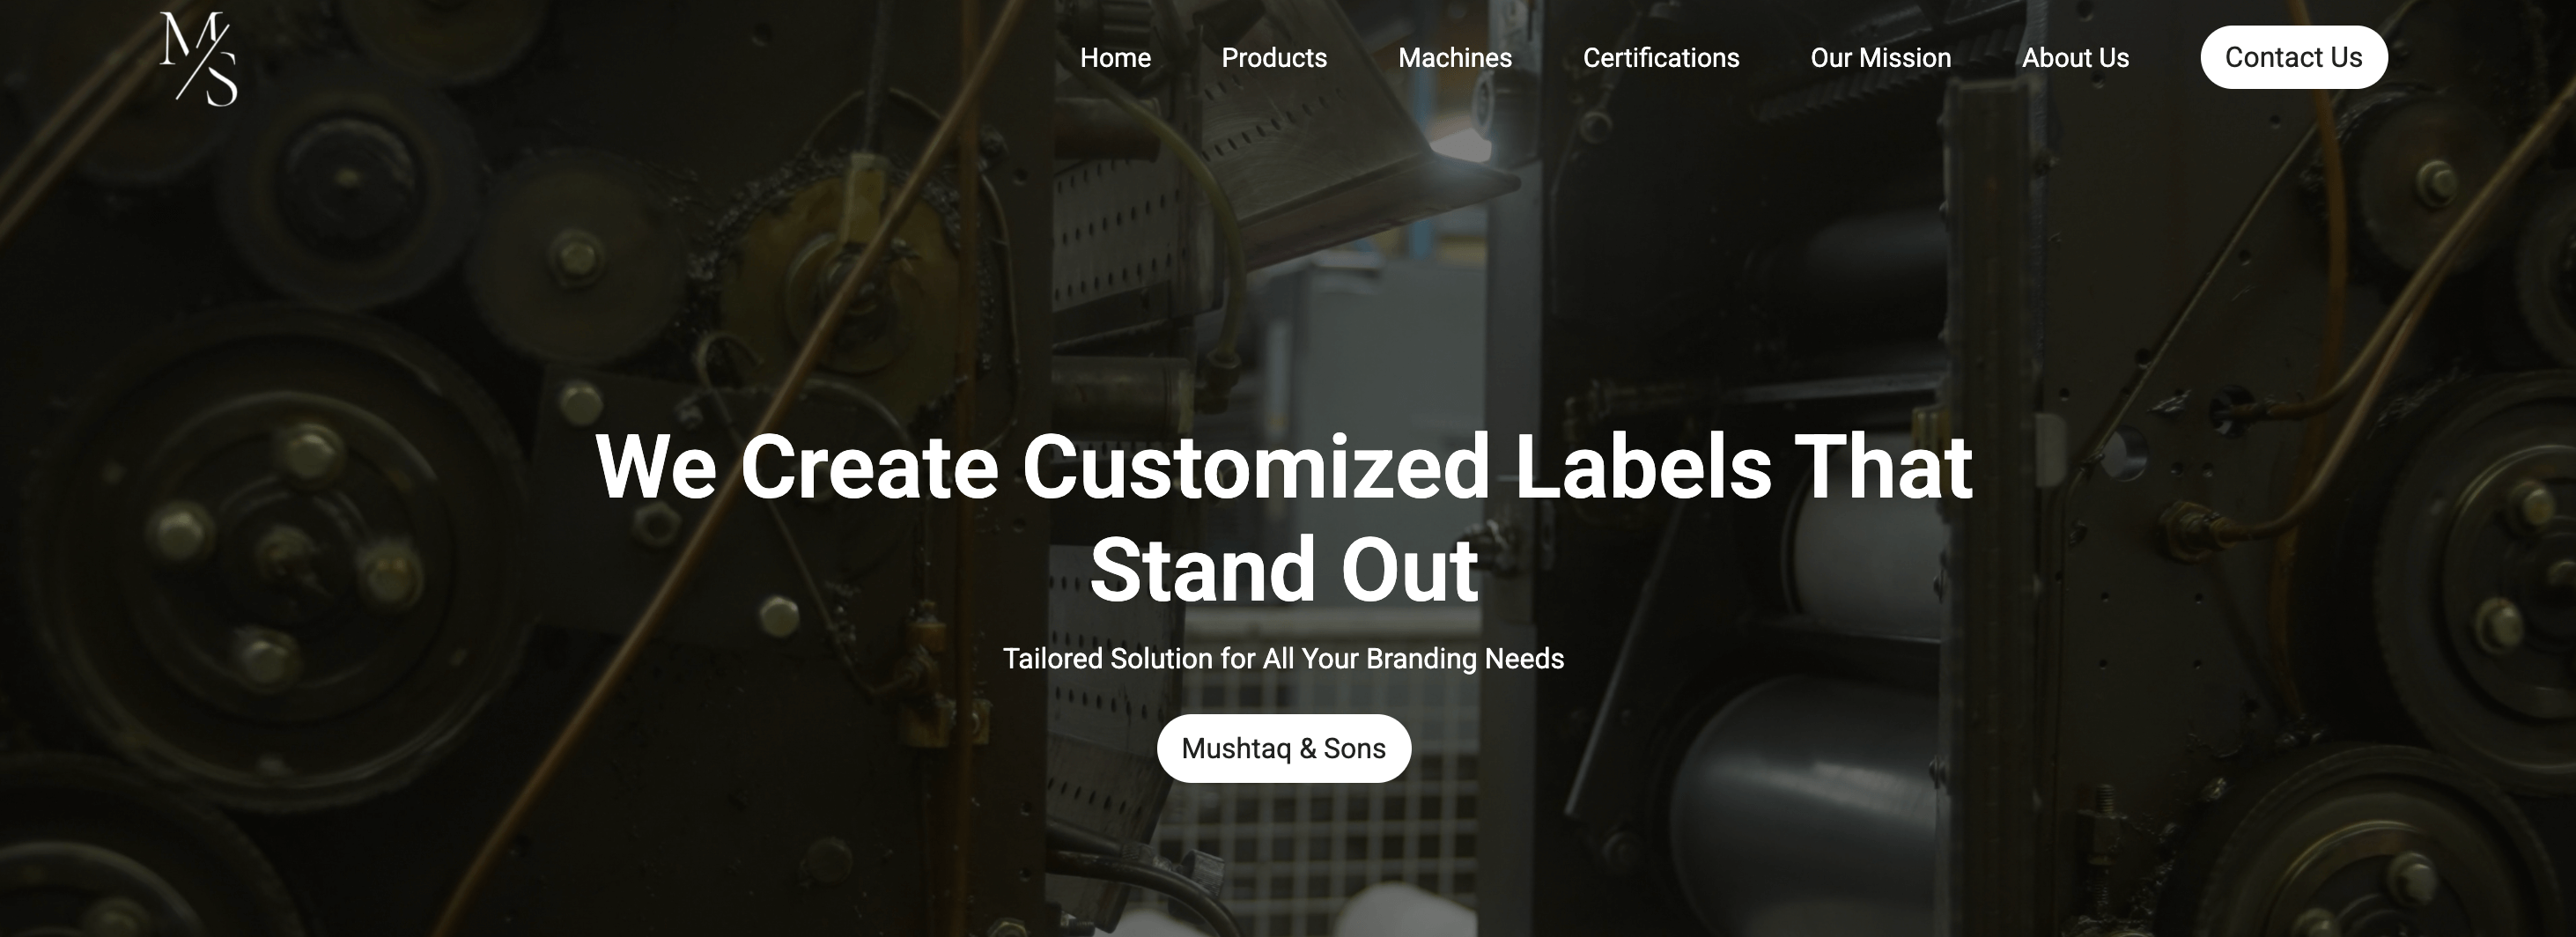 M/S
Home Products Machines Certifications Our Mission About Us Contact Us
We Create Customized Labels That
Stand Out
Tailored Solution for All Your Branding Needs
Mushtaq & Sons